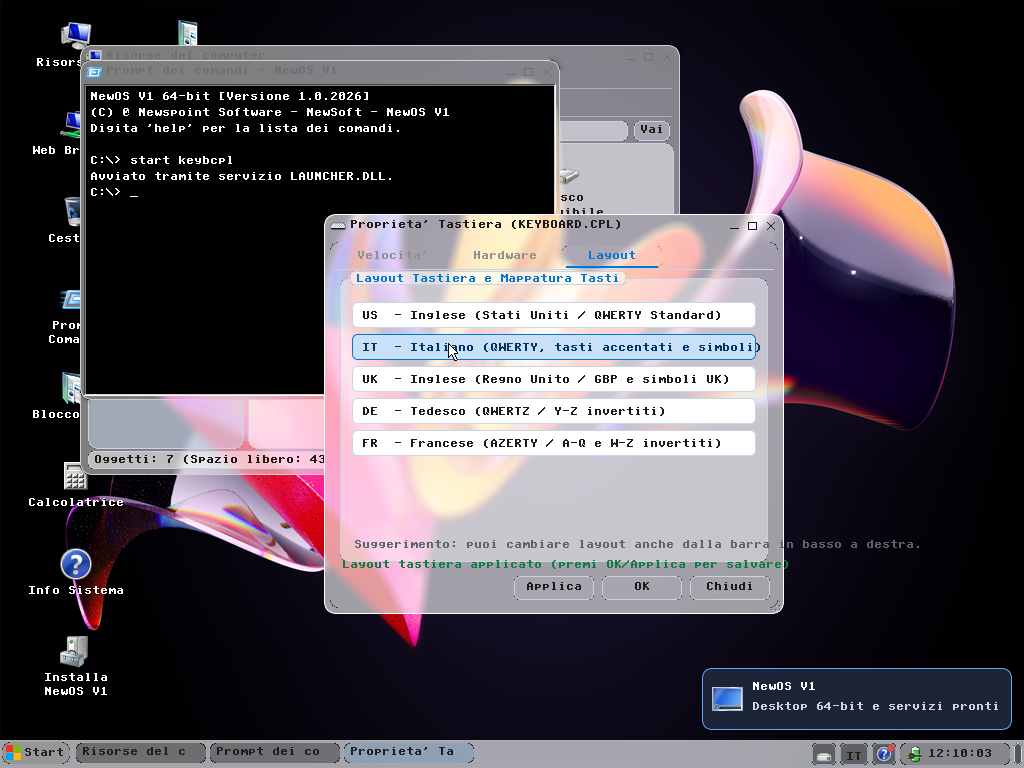 Risorse del computer
Prompt dei comandi - NewOS V1
NewOS V1 64-bit [Versione 1.0.2026]
(C) @ Newspoint Software - NewSoft - NewOS V1
Digita 'help' per la lista dei comandi.
C:\> start keybcpl
Avviato tramite servizio LAUNCHER.DLL.
C:\> _
Vai
Oggetti: 7 (Spazio libero: 43
Proprieta' Tastiera (KEYBOARD.CPL)
Velocita'
Hardware
Layout
Layout Tastiera e Mappatura Tasti
US - Inglese (Stati Uniti / QWERTY Standard)
IT - Italiano (QWERTY, tasti accentati e simboli)
UK - Inglese (Regno Unito / GBP e simboli UK)
DE - Tedesco (QWERTZ / Y-Z invertiti)
FR - Francese (AZERTY / A-Q e W-Z invertiti)
Suggerimento: puoi cambiare layout anche dalla barra in basso a destra.
Layout tastiera applicato (premi OK/Applica per salvare)
Applica
OK
Chiudi
Risors
Web Br
Cest
Pro
Coma
Blocco
Calcolatrice
Info Sistema
Installa
NewOS V1
NewOS V1
Desktop 64-bit e servizi pronti
Start
Risorse del c
Prompt dei co
Proprieta' Ta
IT
12:10:03